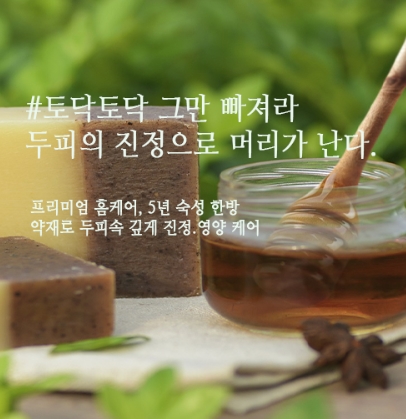 #토닥토닥 그만 빠져라
두피의 진정으로 머리가 난다.
프리미엄 홈케어, 5년 숙성 한방
약재로 두피속 깊게 진정.영양 케어